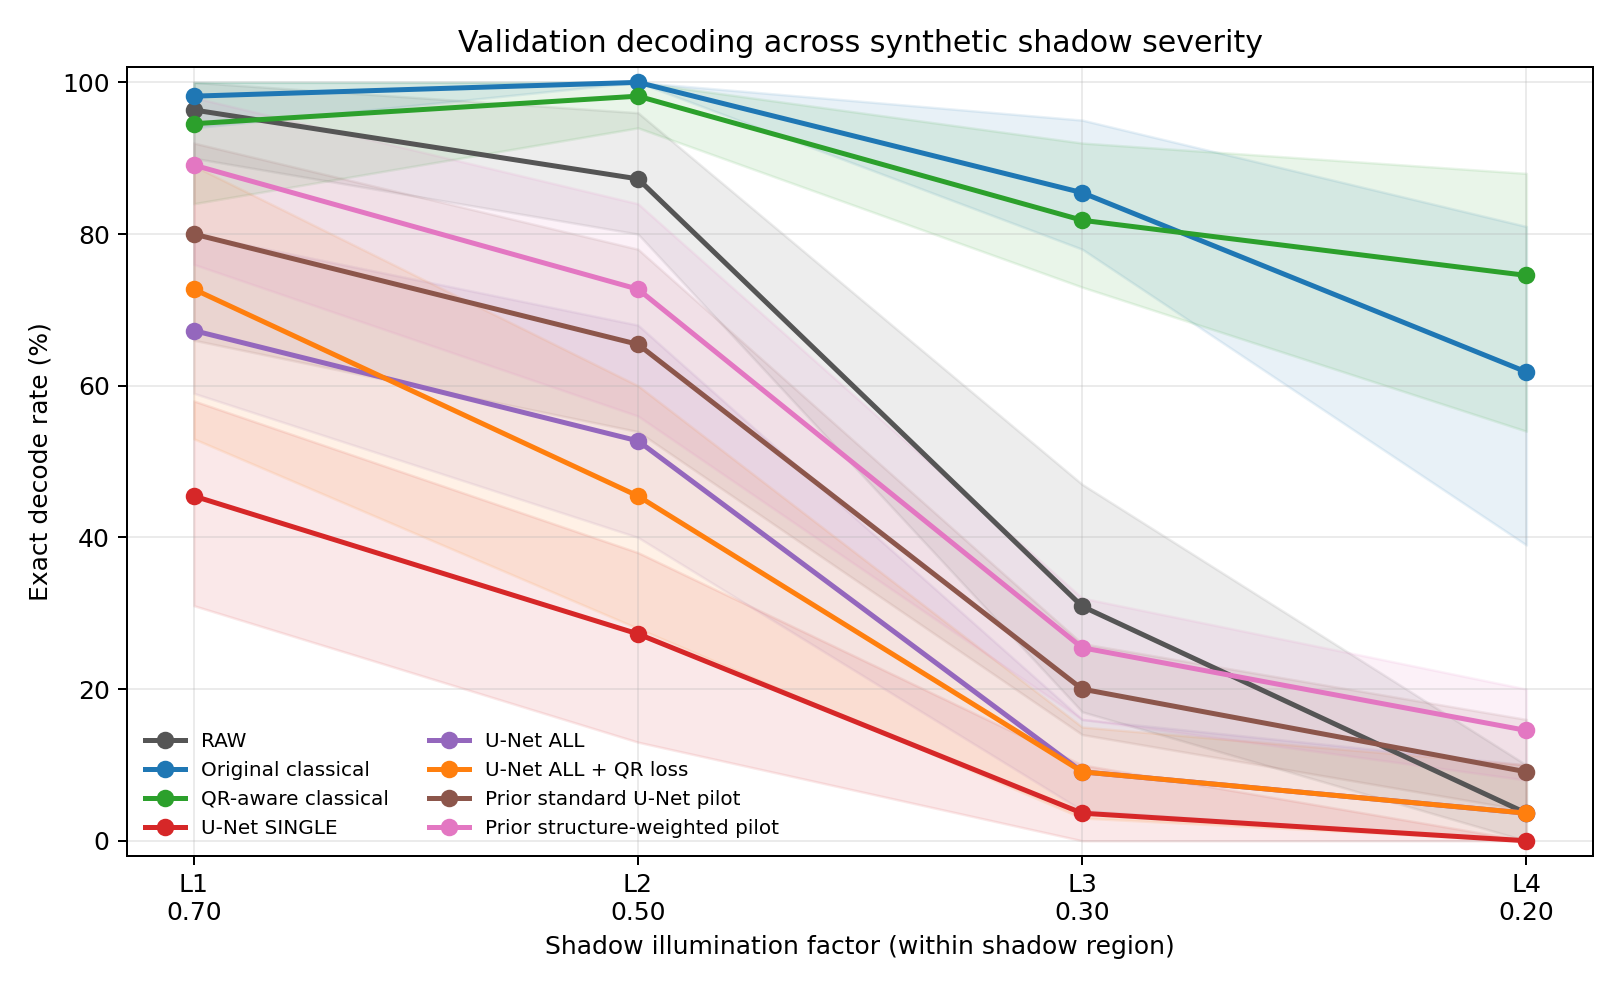 Validation decoding across synthetic shadow severity
Exact decode rate (%)
100
80
60
40
20
0
RAW
Original classical
QR-aware classical
U-Net SINGLE
U-Net ALL
U-Net ALL + QR loss
Prior standard U-Net pilot
Prior structure-weighted pilot
L1 L2 L3 L4
0.70 0.50 0.30 0.20
Shadow illumination factor (within shadow region)